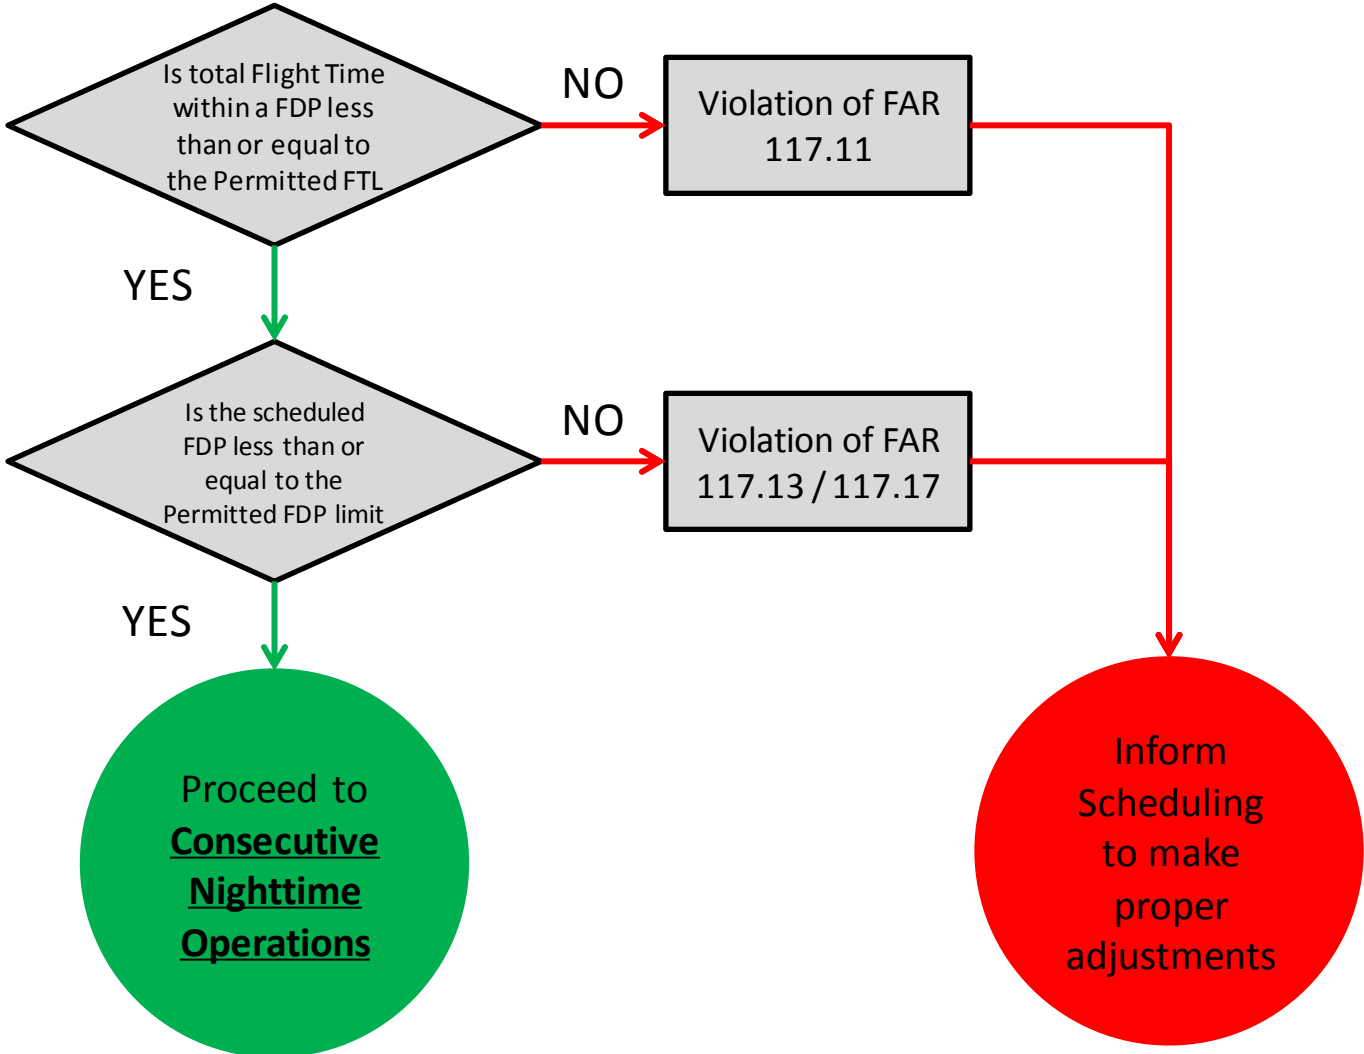 Is total Flight Time
within a FDP less
than or equal to
the Permitted FTL
NO
Violation of FAR
117.11
YES
Is the scheduled
FDP less than or
equal to the
Permitted FDP limit
NO
Violation of FAR
117.13 / 117.17
YES
Proceed to
Consecutive
Nighttime
Operations
Inform
Scheduling
to make
proper
adjustments